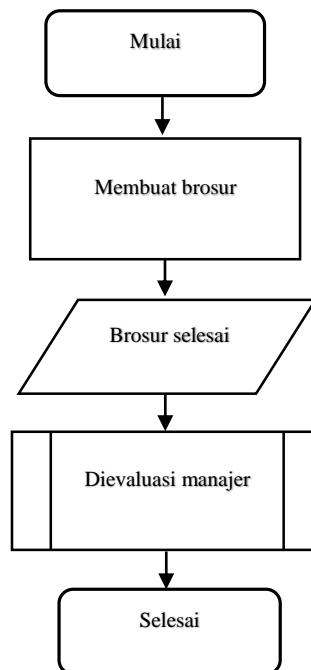 Mulai
Membuat brosur
Brosur selesai
Dievaluasi manajer
Selesai